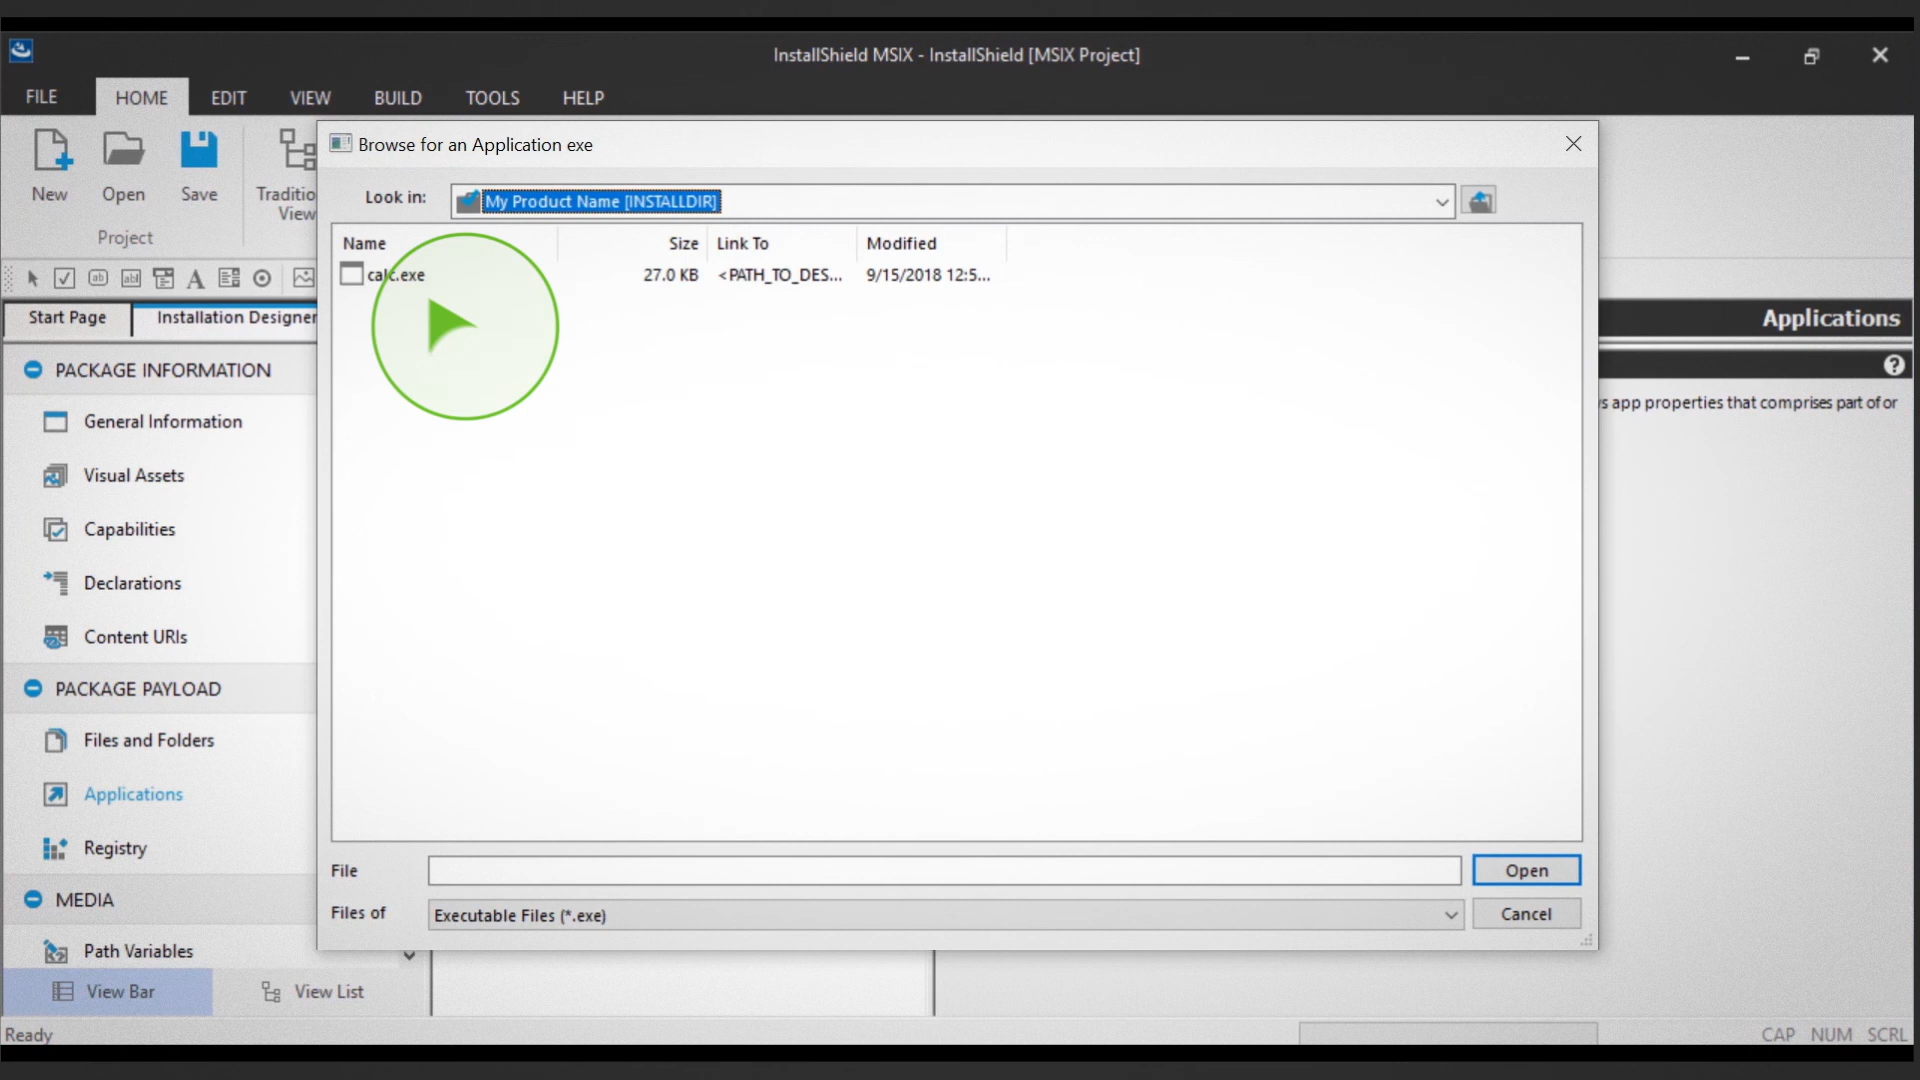 InstallShield MSIX - InstallShield [MSIX Project]
FILE HOME EDIT VIEW BUILD TOOLS HELP
New Open Save Traditio
View
Project
Browse for an Application exe
Look in: My Product Name [INSTALLDIR]
Name Size Link To Modified
calc.exe 27.0 KB <PATH_TO_DES... 9/15/2018 12:5...
Start Page Installation Designer
Applications
PACKAGE INFORMATION
s app properties that comprises part of or
General Information
Visual Assets
Capabilities
Declarations
Content URIs
PACKAGE PAYLOAD
Files and Folders
Applications
Registry
File Open
MEDIA
Files of Executable Files (*.exe) Cancel
Path Variables
View Bar View List
Ready CAP NUM SCRL